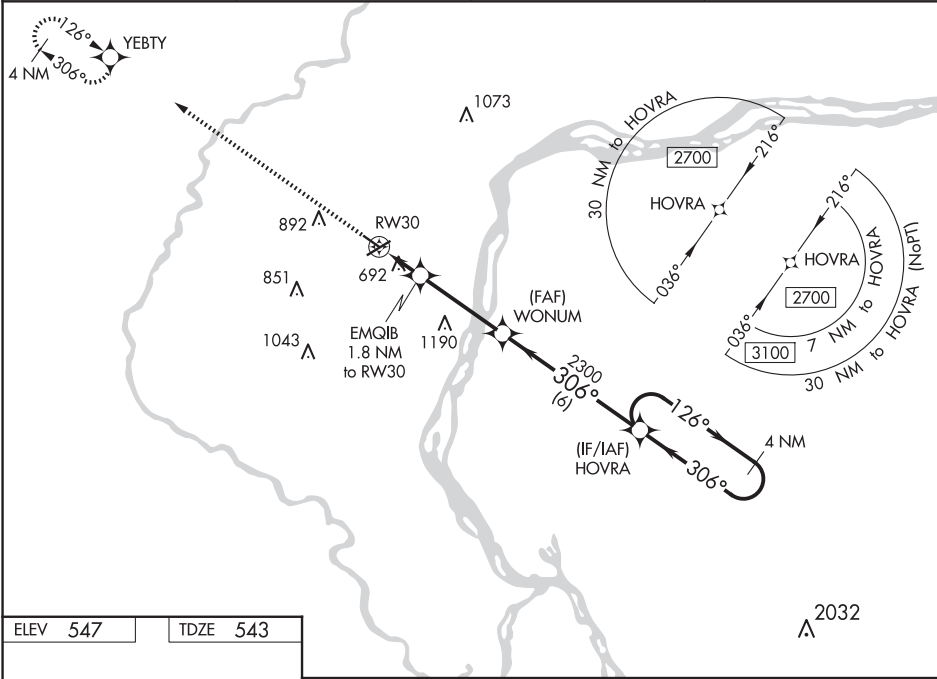 126°
YEBTY
306°
4 NM
1073
30 NM to HOVRA
2700
216°
HOVRA
036°
216°
HOVRA
7 NM to HOVRA
30 NM to HOVRA (NoPT)
2700
036°
3100
892
RW30
692
851
1043
EMQIB
1.8 NM
to RW30
1190
(FAF)
WONUM
2300
306°
(6)
126°
4 NM
306°
(IF/IAF)
HOVRA
2032
ELEV 547
TDZE 543